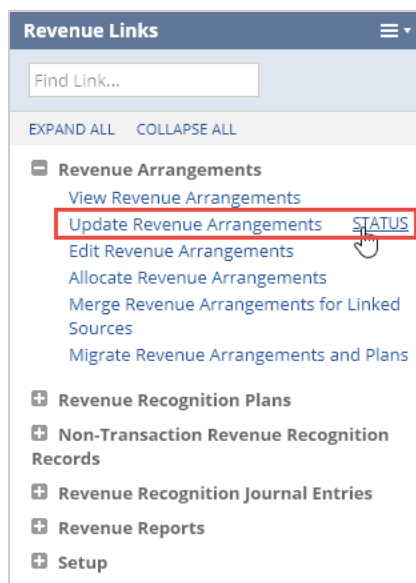 Revenue Links
Find Link...
EXPAND ALL COLLAPSE ALL
Revenue Arrangements
View Revenue Arrangements
Update Revenue Arrangements STATUS
Edit Revenue Arrangements
Allocate Revenue Arrangements
Merge Revenue Arrangements for Linked
Sources
Migrate Revenue Arrangements and Plans
Revenue Recognition Plans
Non-Transaction Revenue Recognition
Records
Revenue Recognition Journal Entries
Revenue Reports
Setup